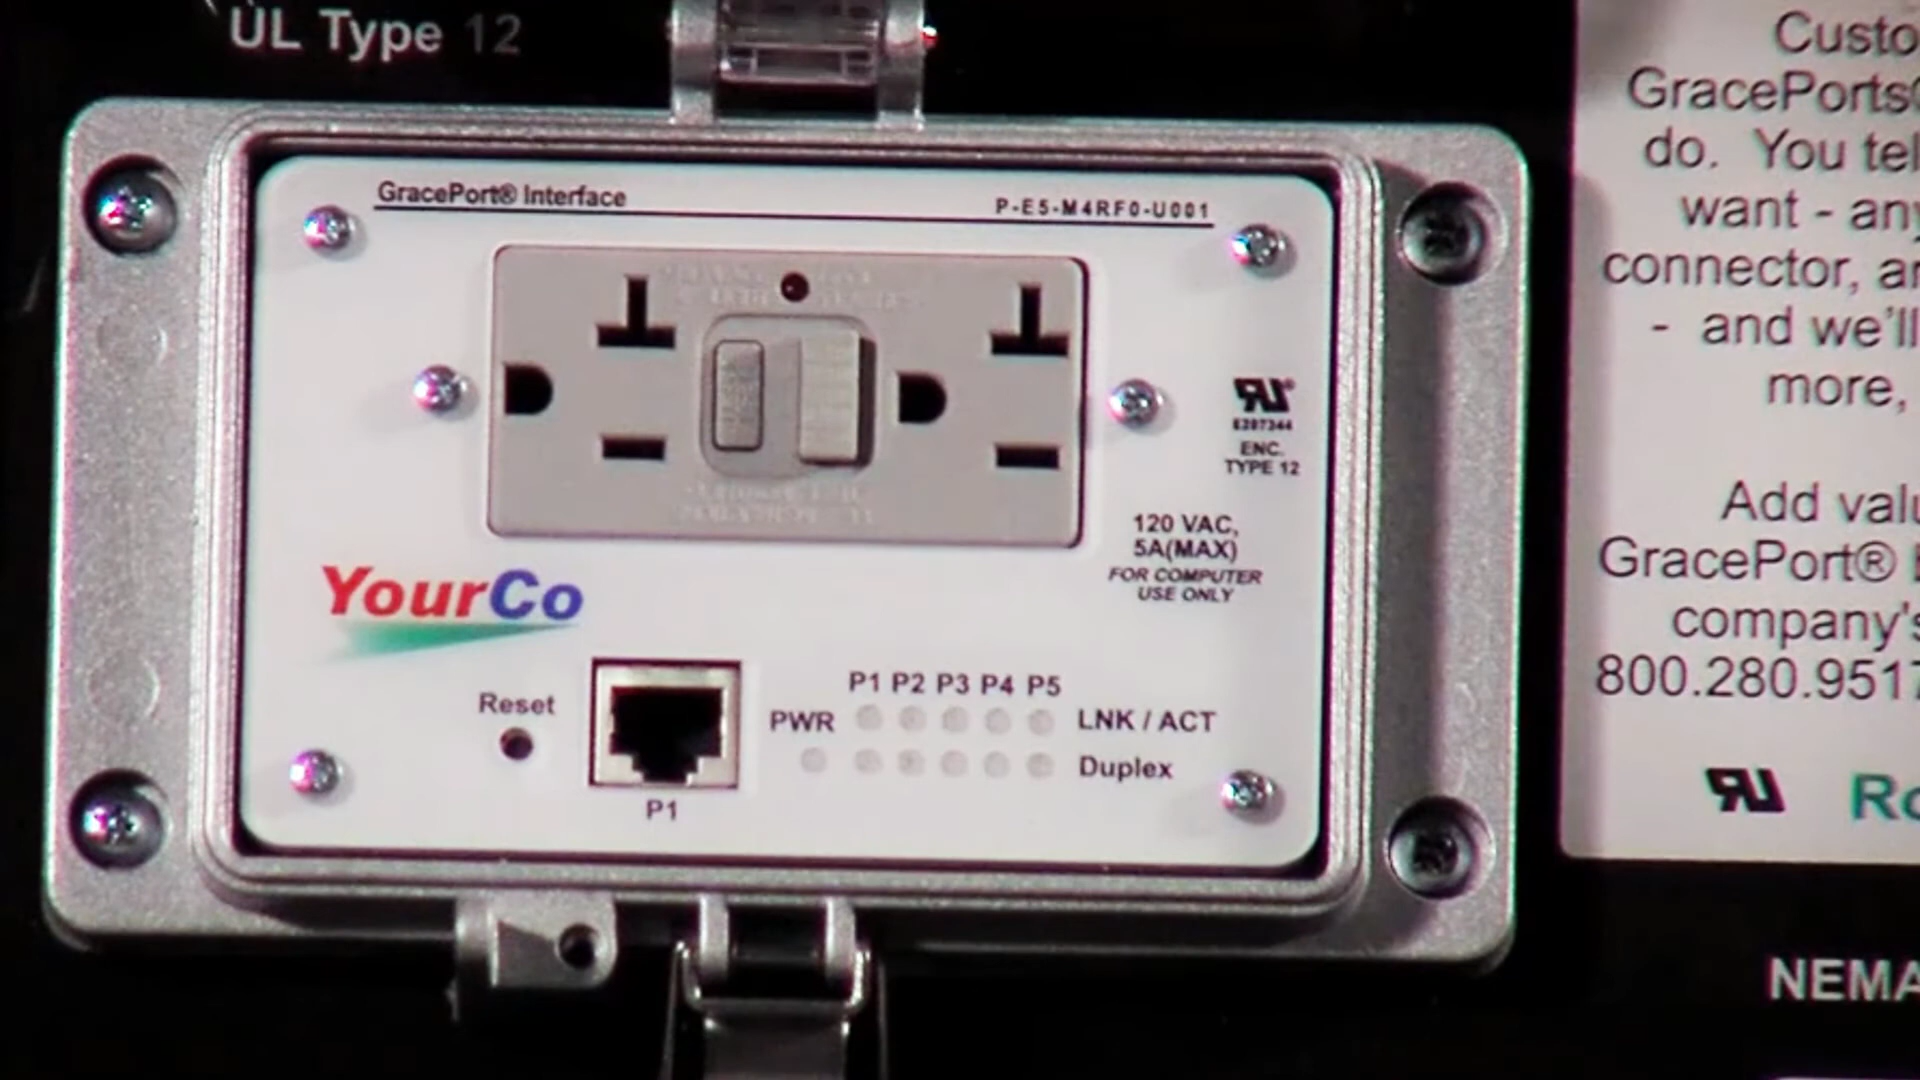 UL Type 12
GracePort® Interface
P-E5-M4RF0-U001
ENC.
TYPE 12
120 VAC,
5A(MAX)
FOR COMPUTER
USE ONLY
YourCo
Reset
P1
P1 P2 P3 P4 P5
PWR
LNK / ACT
Duplex
Custo
GracePorts
do. You tel
want - any
connector, a
- and we'll
more,
Add valu
GracePort®
company's
800.280.9517
Ro
NEMA